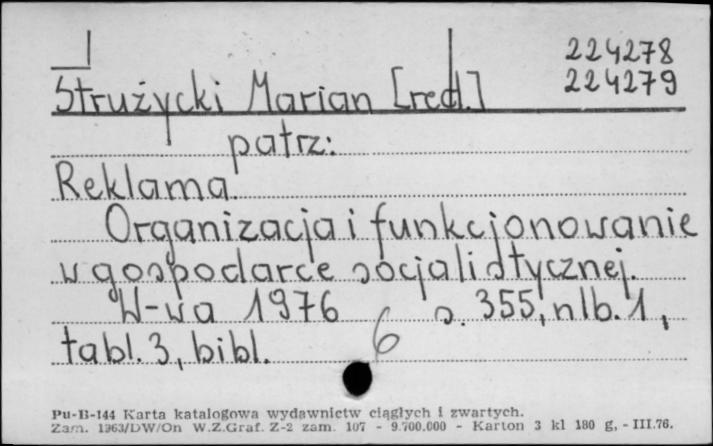 224278
224279
Strużycki Marian [red.]
patrz:
Reklama.
Organizacja i funkcjonowanie
w gospodarce socjalistycznej.
W-wa 1976 s. 355, nlb. 1,
tabl. 3, bibl. 6
Pu-B-144 Karta katalogowa wydawnictw ciągłych i zwartych.
Zam. 1963/DW/On W.Z.Graf. Z-2 zam. 107 - 9.700.000 - Karton 3 kl 180 g, - III.76.